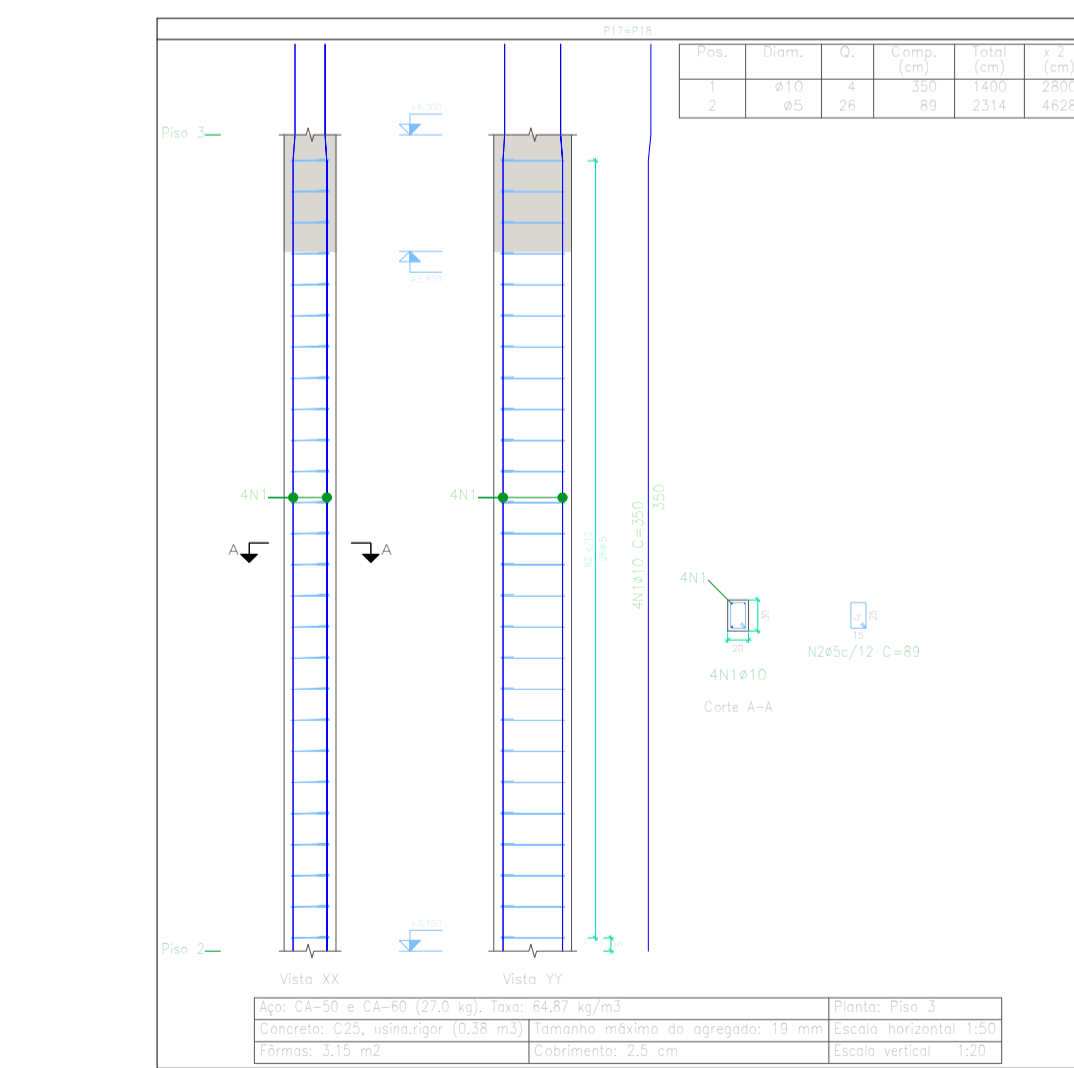 P17=P18
Pos. Diam. Q. Comp. (cm) Total (cm) x 2 (cm)
1 ø10 4 350 1400 2800
2 ø5 26 89 2314 4628
+6.300
Piso 3
+5.850
4N1
4N1
A A
N2 c/12
26ø5
4N1ø10 C=350
350
4N1
30
20
4N1ø10
Corte A-A
25
15
N2ø5c/12 C=89
+3.150
Piso 2
5
Vista XX
Vista YY
Aço: CA-50 e CA-60 (27.0 kg). Taxa: 64.87 kg/m3
Planta: Piso 3
Concreto: C25, usina.rigor (0.38 m3)
Tamanho máximo do agregado: 19 mm
Escala horizontal 1:50
Fôrmas: 3.15 m2
Cobrimento: 2.5 cm
Escala vertical 1:20